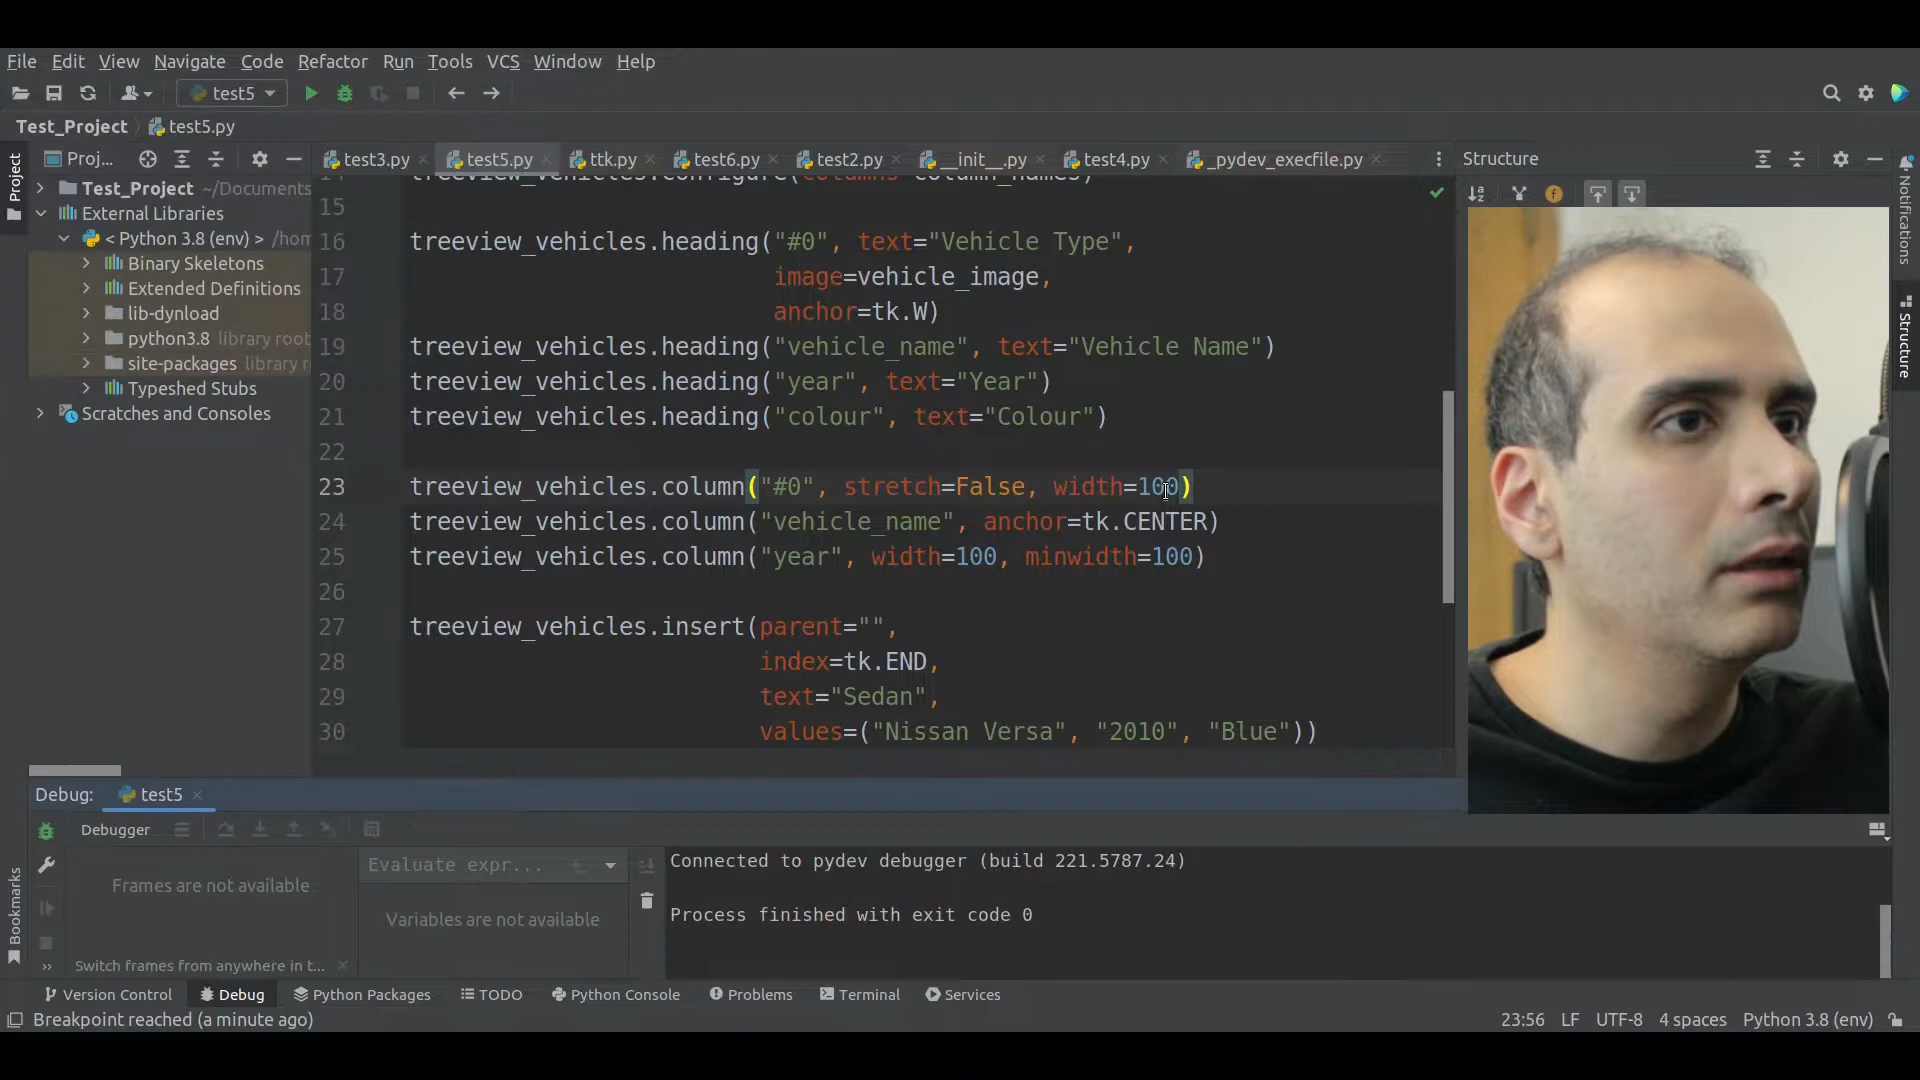 File Edit View Navigate Code Refactor Run Tools VCS Window Help
test5
Test_Project test5.py
Proj...
test3.py test5.py ttk.py test6.py test2.py __init__.py test4.py _pydev_execfile.py
Structure
Project
Test_Project ~/Documents
External Libraries
< Python 3.8 (env) > /hom
Binary Skeletons
Extended Definitions
lib-dynload
python3.8 library root
site-packages library r
Typeshed Stubs
Scratches and Consoles
treeview_vehicles.configure(columns=column_names)
15
16 treeview_vehicles.heading("#0", text="Vehicle Type",
17 image=vehicle_image,
18 anchor=tk.W)
19 treeview_vehicles.heading("vehicle_name", text="Vehicle Name")
20 treeview_vehicles.heading("year", text="Year")
21 treeview_vehicles.heading("colour", text="Colour")
22
23 treeview_vehicles.column("#0", stretch=False, width=100)
24 treeview_vehicles.column("vehicle_name", anchor=tk.CENTER)
25 treeview_vehicles.column("year", width=100, minwidth=100)
26
27 treeview_vehicles.insert(parent="",
28 index=tk.END,
29 text="Sedan",
30 values=("Nissan Versa", "2010", "Blue"))
Notifications
Structure
Debug: test5
Debugger
Frames are not available
Evaluate expr...
Variables are not available
Switch frames from anywhere in t...
Connected to pydev debugger (build 221.5787.24)
Process finished with exit code 0
Bookmarks
Version Control Debug Python Packages TODO Python Console Problems Terminal Services
Breakpoint reached (a minute ago)
23:56 LF UTF-8 4 spaces Python 3.8 (env)